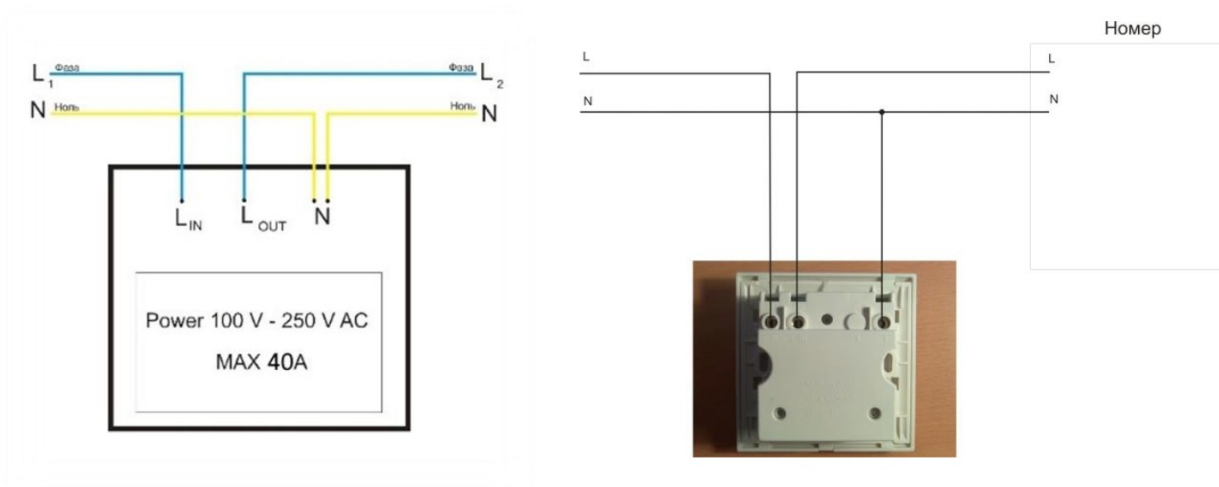 L1 Фаза Фаза L2
N Ноль Ноль N
LIN LOUT N
Power 100 V - 250 V AC
MAX 40A
Номер
L L
N N